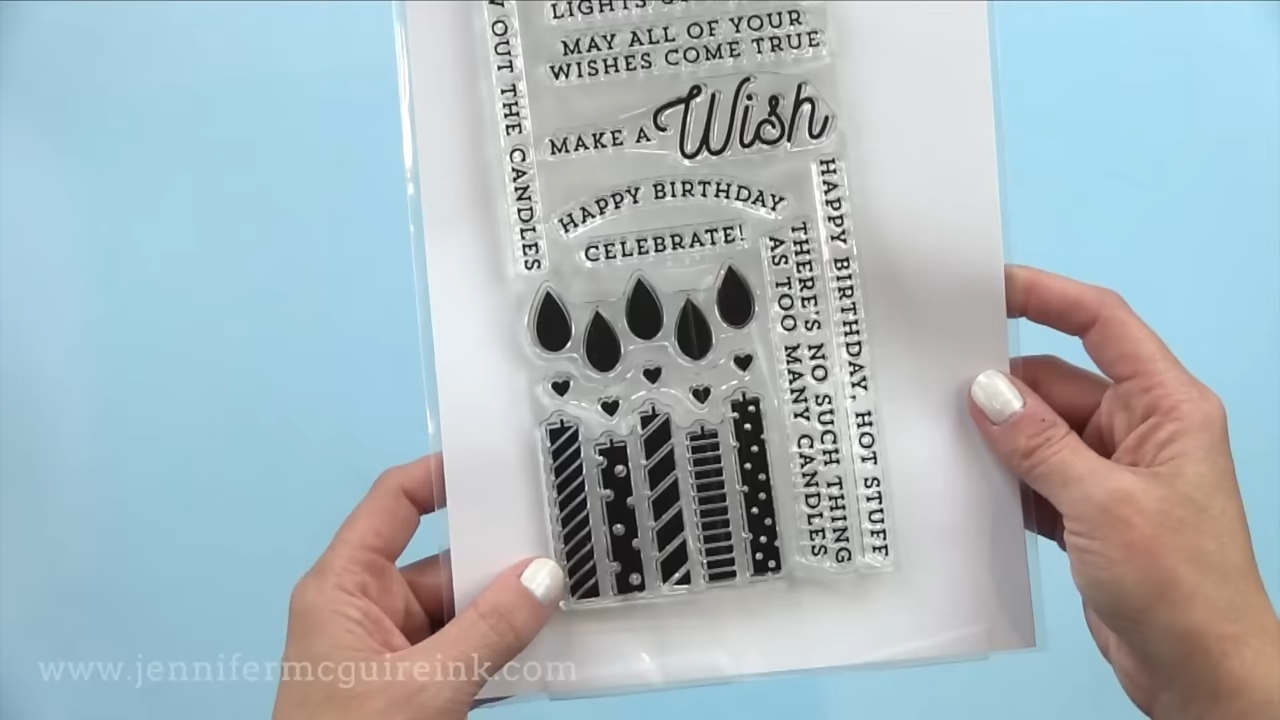 LIGHTS
MAY ALL OF YOUR
WISHES COME TRUE
MAKE A Wish
OUT THE CANDLES
HAPPY BIRTHDAY
CELEBRATE!
HAPPY BIRTHDAY, HOT STUFF
THERE'S NO SUCH THING
AS TOO MANY CANDLES
www.jennifermcguireink.com